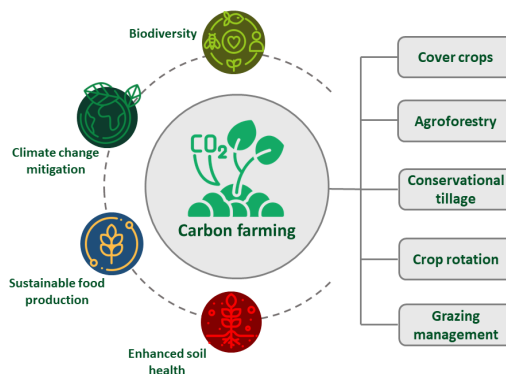 Biodiversity
Climate change
mitigation
Sustainable food
production
Enhanced soil
health
CO2
Carbon farming
Cover crops
Agroforestry
Conservational
tillage
Crop rotation
Grazing
management